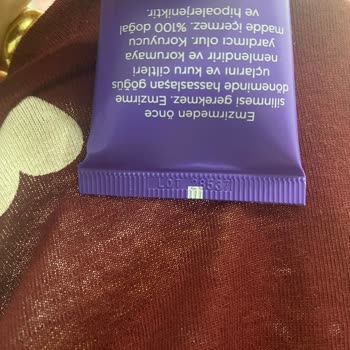 Emzirmeden önce
silinmesi gerekmez. Emzirme
döneminde hassaslaşan göğüs
uçlarını ve kuru ciltleri
nemlendirir ve korumaya
yardımcı olur. Koruyucu
madde içermez. %100 doğal
ve hipoalerjeniktir.
LOT